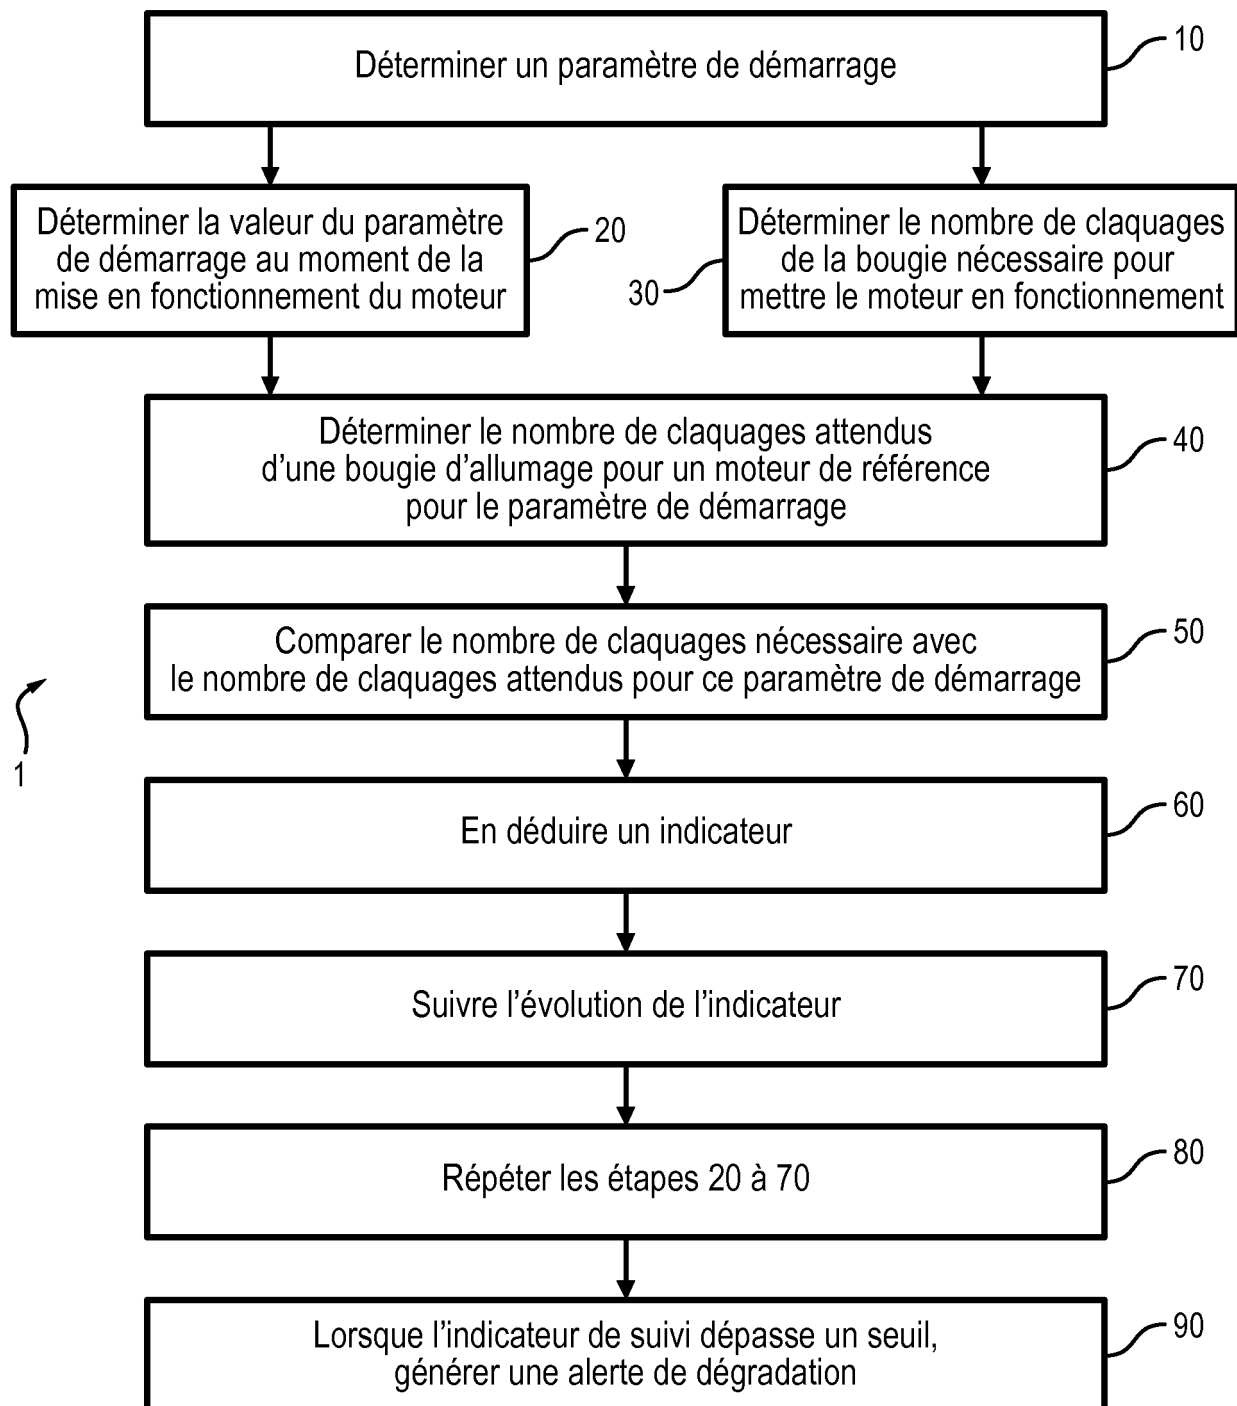 Déterminer un paramètre de démarrage
10
Déterminer la valeur du paramètre
de démarrage au moment de la
mise en fonctionnement du moteur
20
Déterminer le nombre de claquages
de la bougie nécessaire pour
mettre le moteur en fonctionnement
30
Déterminer le nombre de claquages attendus
d'une bougie d'allumage pour un moteur de référence
pour le paramètre de démarrage
40
Comparer le nombre de claquages nécessaire avec
le nombre de claquages attendus pour ce paramètre de démarrage
50
1
En déduire un indicateur
60
Suivre l'évolution de l'indicateur
70
Répéter les étapes 20 à 70
80
Lorsque l'indicateur de suivi dépasse un seuil,
générer une alerte de dégradation
90